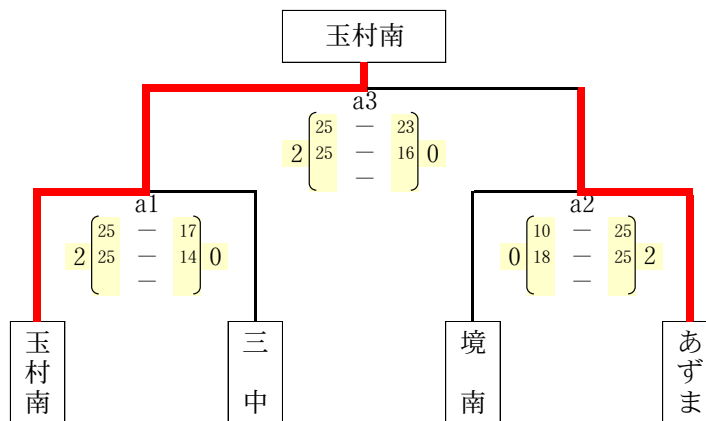 玉村南
a3
25 － 23
2 25 － 16 0
－
a1
25 － 17
2 25 － 14 0
－
a2
10 － 25
0 18 － 25 2
－
玉村南
三中
境南
あずま